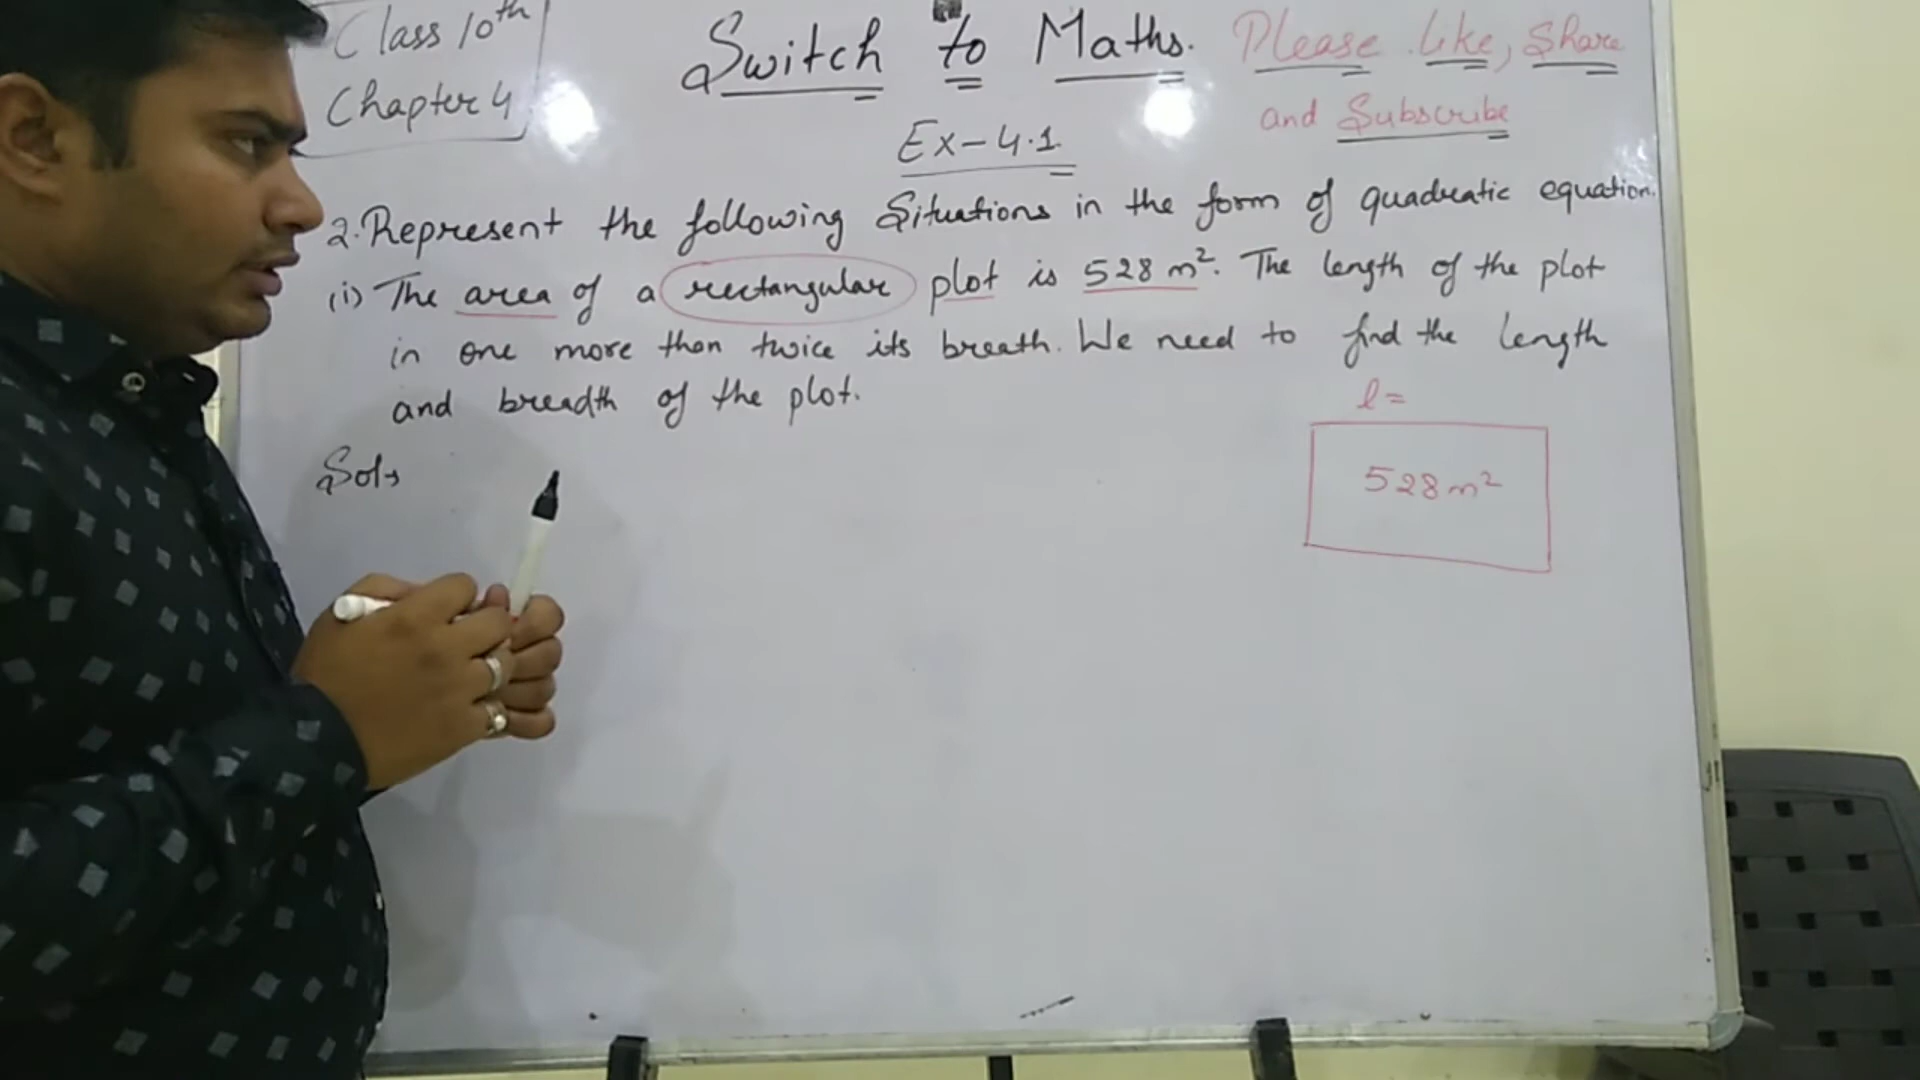 Class 10th
Chapter 4
Switch to Maths.
Please Like, Share
and Subscribe
Ex-4.1
2. Represent the following Situations in the form of quadratic equation.
(i) The area of a rectangular plot is 528 m². The length of the plot
in one more than twice its breath. We need to find the length
and breadth of the plot.
l =
528m²
Sol→